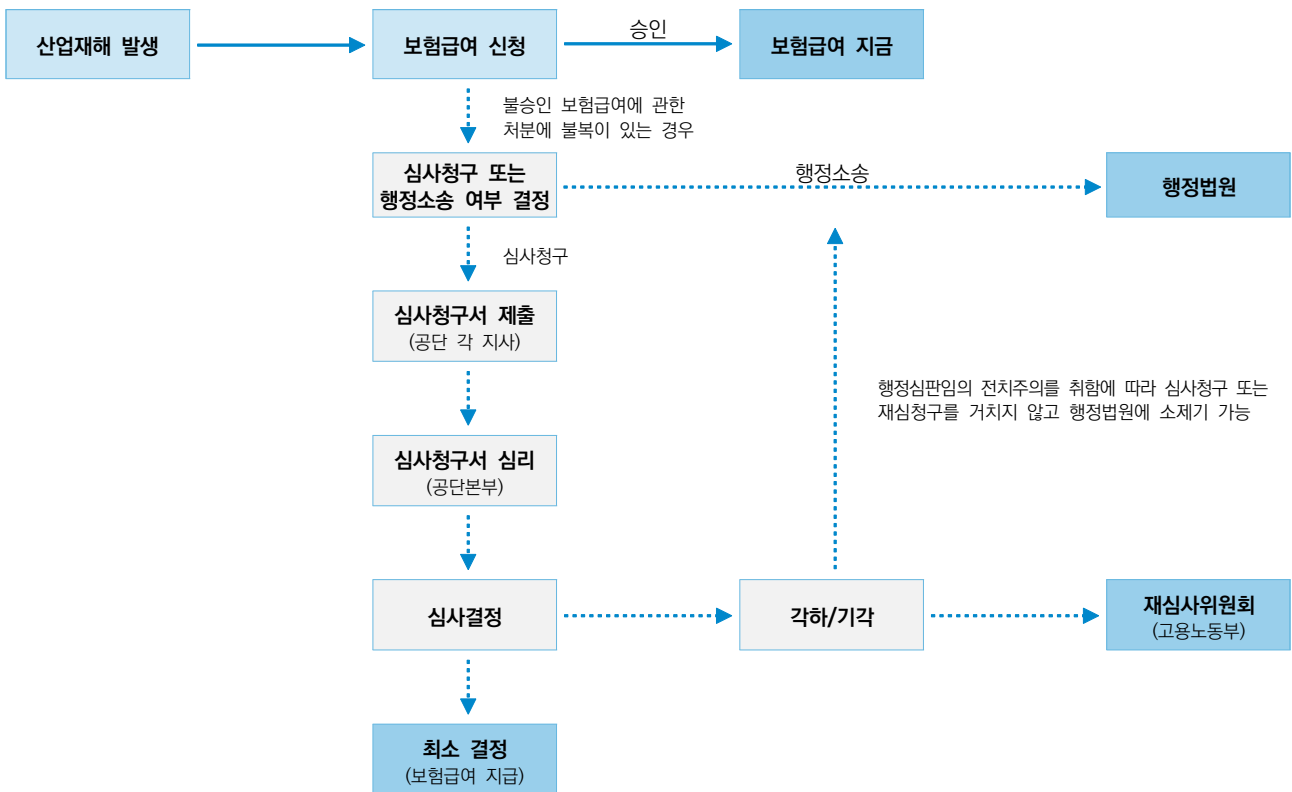 산업재해 발생
보험급여 신청
승인
보험급여 지금
불승인 보험급여에 관한
처분에 불복이 있는 경우
심사청구 또는
행정소송 여부 결정
행정소송
행정법원
심사청구
심사청구서 제출
(공단 각 지사)
행정심판임의 전치주의를 취함에 따라 심사청구 또는
재심청구를 거치지 않고 행정법원에 소제기 가능
심사청구서 심리
(공단본부)
심사결정
각하/기각
재심사위원회
(고용노동부)
최소 결정
(보험급여 지급)